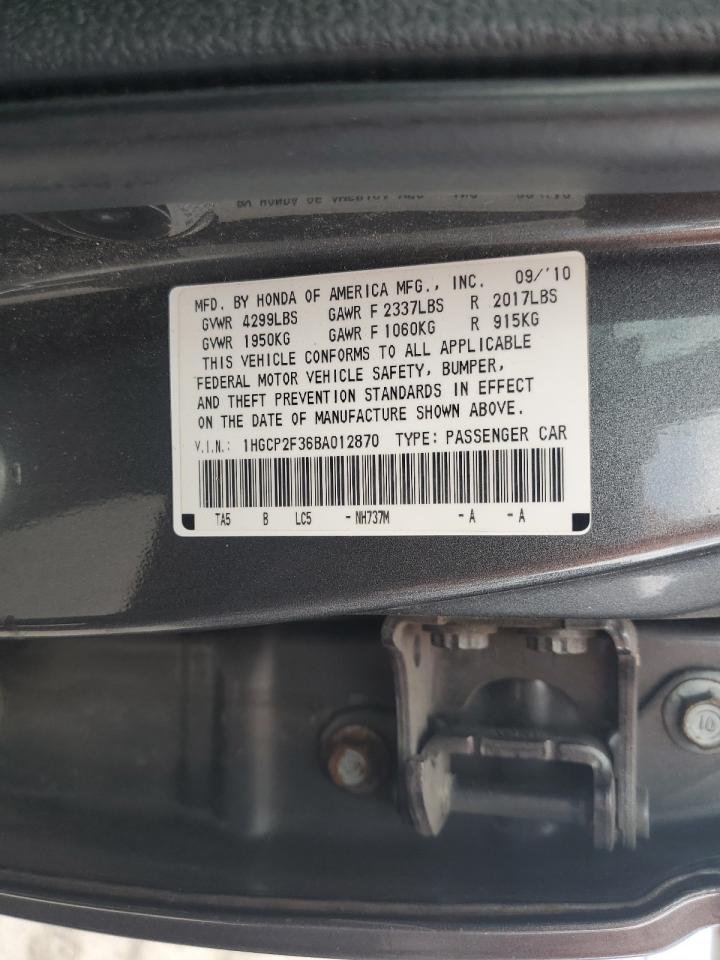 MFD. BY HONDA OF AMERICA MFG., INC. 09/'10
GVWR 4299LBS GAWR F 2337LBS R 2017LBS
GVWR 1950KG GAWR F 1060KG R 915KG
THIS VEHICLE CONFORMS TO ALL APPLICABLE
FEDERAL MOTOR VEHICLE SAFETY, BUMPER,
AND THEFT PREVENTION STANDARDS IN EFFECT
ON THE DATE OF MANUFACTURE SHOWN ABOVE.
V.I.N.: 1HGCP2F36BA012870 TYPE: PASSENGER CAR
TA5 B LC5 -NH737M -A -A
10